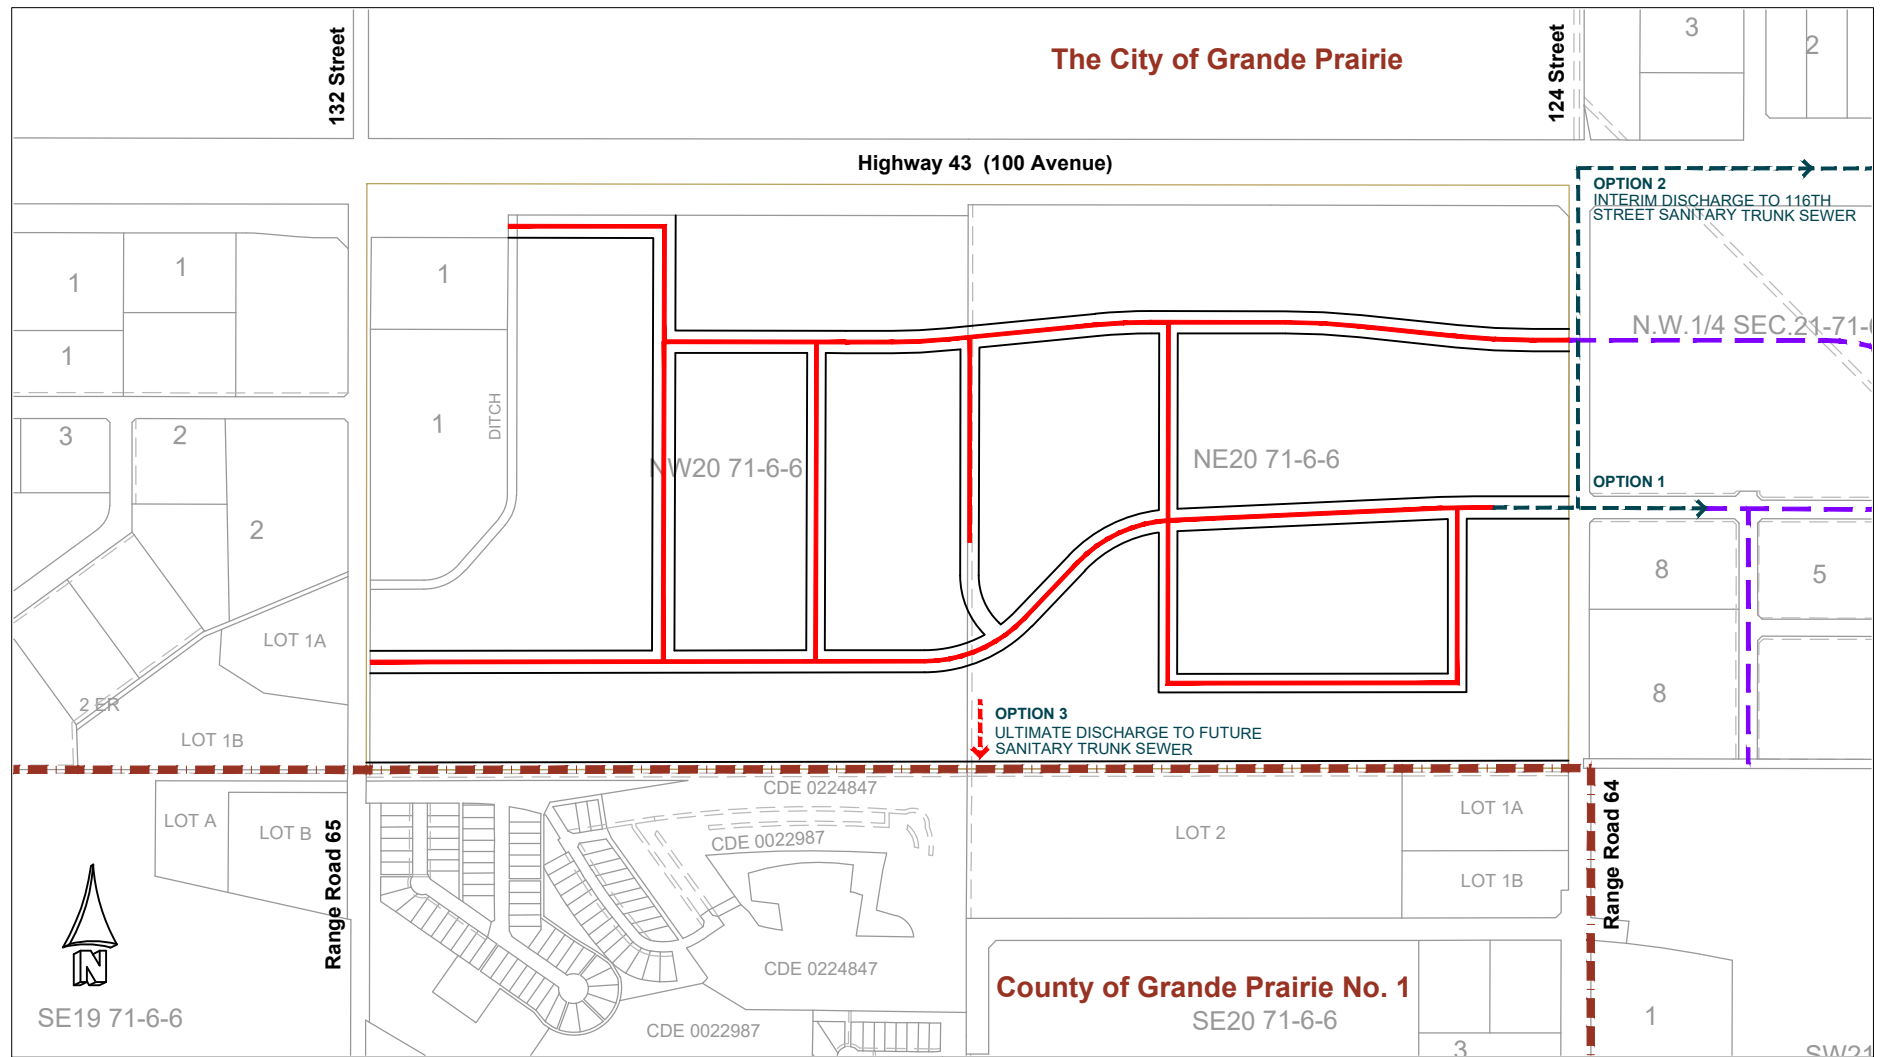 132 Street
The City of Grande Prairie
124 Street
3
2
Highway 43 (100 Avenue)
OPTION 2
INTERIM DISCHARGE TO 116TH
STREET SANITARY TRUNK SEWER
1
1
1
1
N.W.1/4 SEC.21-71-
1
DITCH
3
2
NW20 71-6-6
NE20 71-6-6
OPTION 1
2
8
5
LOT 1A
2 ER
8
LOT 1B
OPTION 3
ULTIMATE DISCHARGE TO FUTURE
SANITARY TRUNK SEWER
CDE 0224847
LOT A
LOT B
Range Road 65
CDE 0022987
LOT 2
LOT 1A
Range Road 64
LOT 1B
N
CDE 0224847
County of Grande Prairie No. 1
SE19 71-6-6
CDE 0022987
SE20 71-6-6
1
3
SW21